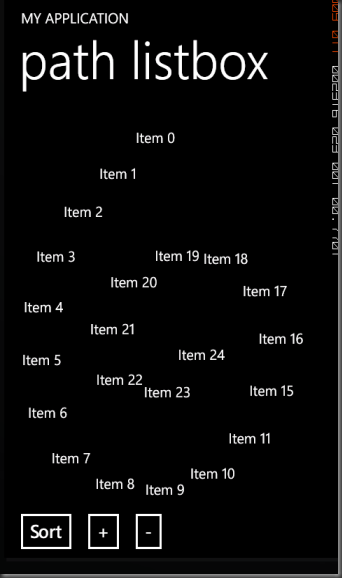 MY APPLICATION
path listbox
Item 0
Item 1
Item 2
Item 3
Item 19
Item 18
Item 20
Item 17
Item 4
Item 21
Item 16
Item 24
Item 5
Item 22
Item 23
Item 15
Item 6
Item 11
Item 7
Item 10
Item 8
Item 9
Sort
+
-